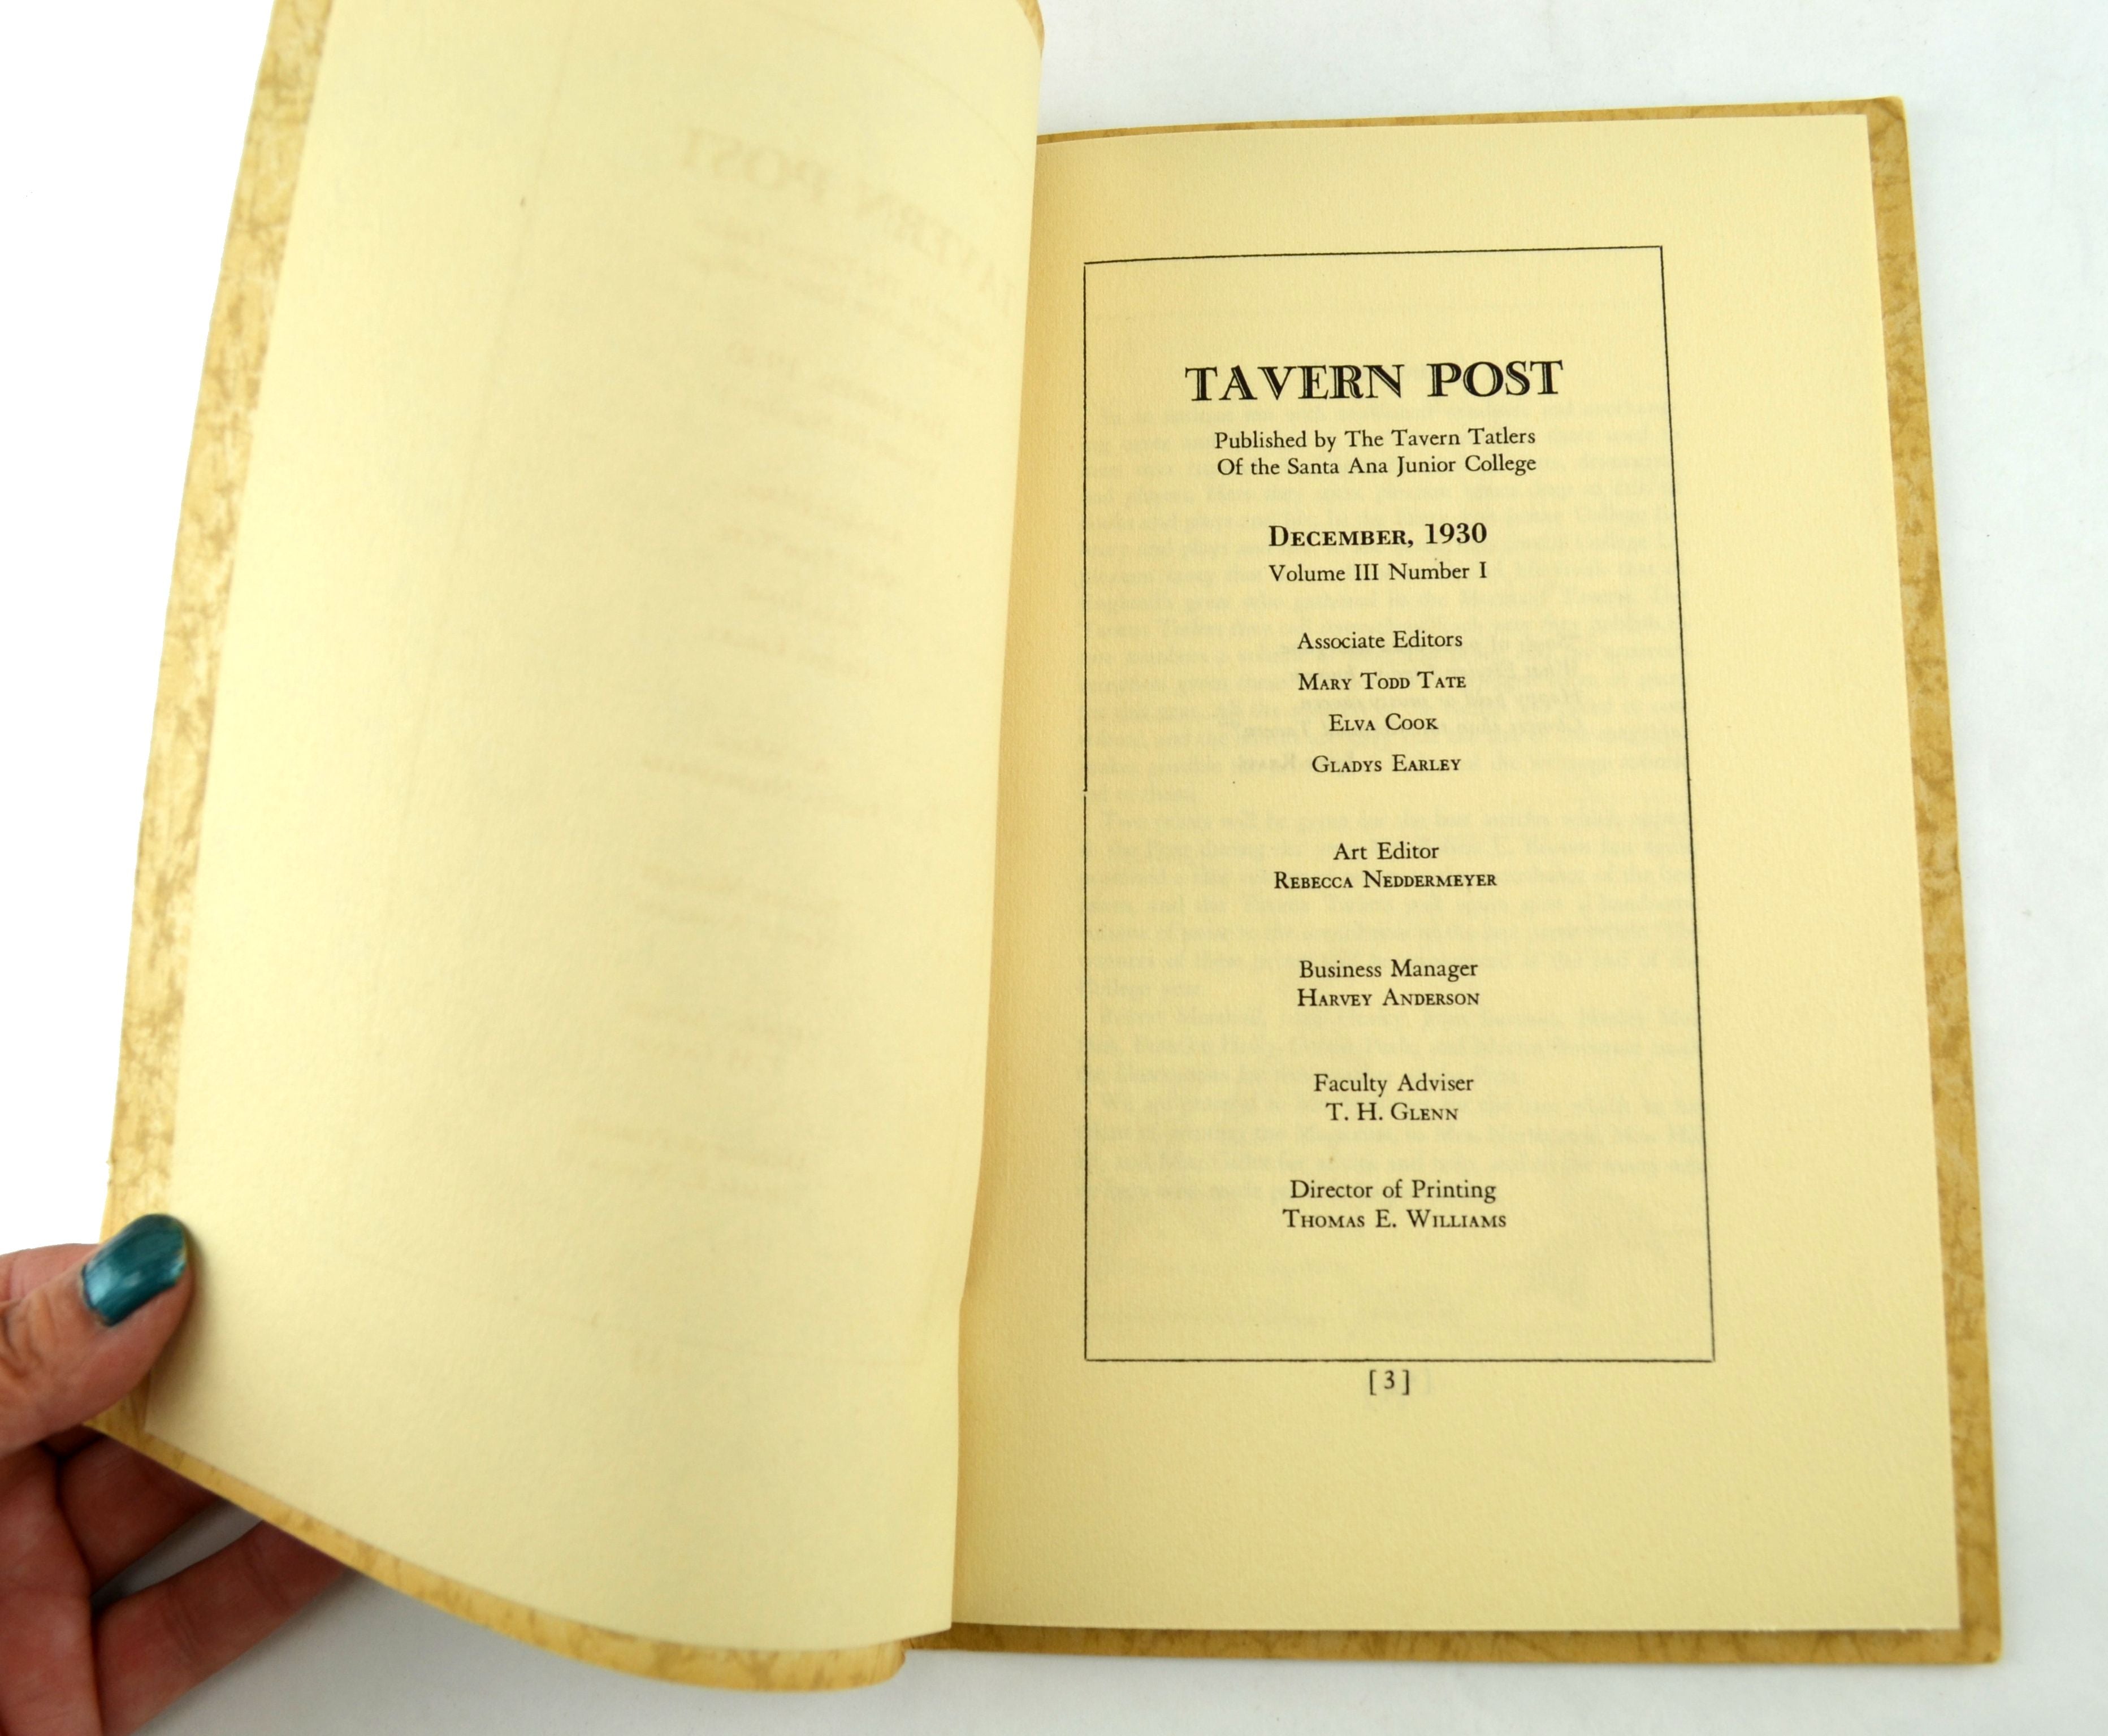 TAVERN POST
Published by The Tavern Tatlers
Of the Santa Ana Junior College
DECEMBER, 1930
Volume III Number I
Associate Editors
MARY TODD TATE
ELVA COOK
GLADYS EARLEY
Art Editor
REBECCA NEDDERMEYER
Business Manager
HARVEY ANDERSON
Faculty Adviser
T. H. GLENN
Director of Printing
THOMAS E. WILLIAMS
[3]